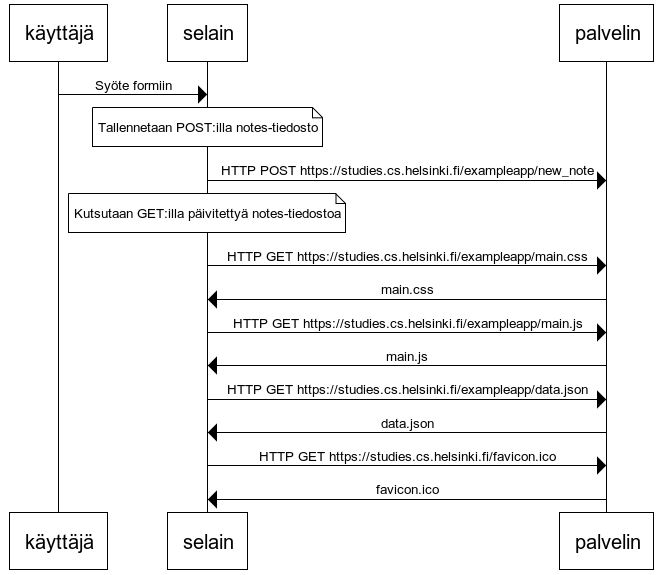 käyttäjä
selain
palvelin
Syöte formiin
Tallennetaan POST:illa notes-tiedosto
HTTP POST https://studies.cs.helsinki.fi/exampleapp/new_note
Kutsutaan GET:illa päivitettyä notes-tiedostoa
HTTP GET https://studies.cs.helsinki.fi/exampleapp/main.css
main.css
HTTP GET https://studies.cs.helsinki.fi/exampleapp/main.js
main.js
HTTP GET https://studies.cs.helsinki.fi/exampleapp/data.json
data.json
HTTP GET https://studies.cs.helsinki.fi/favicon.ico
favicon.ico
käyttäjä
selain
palvelin